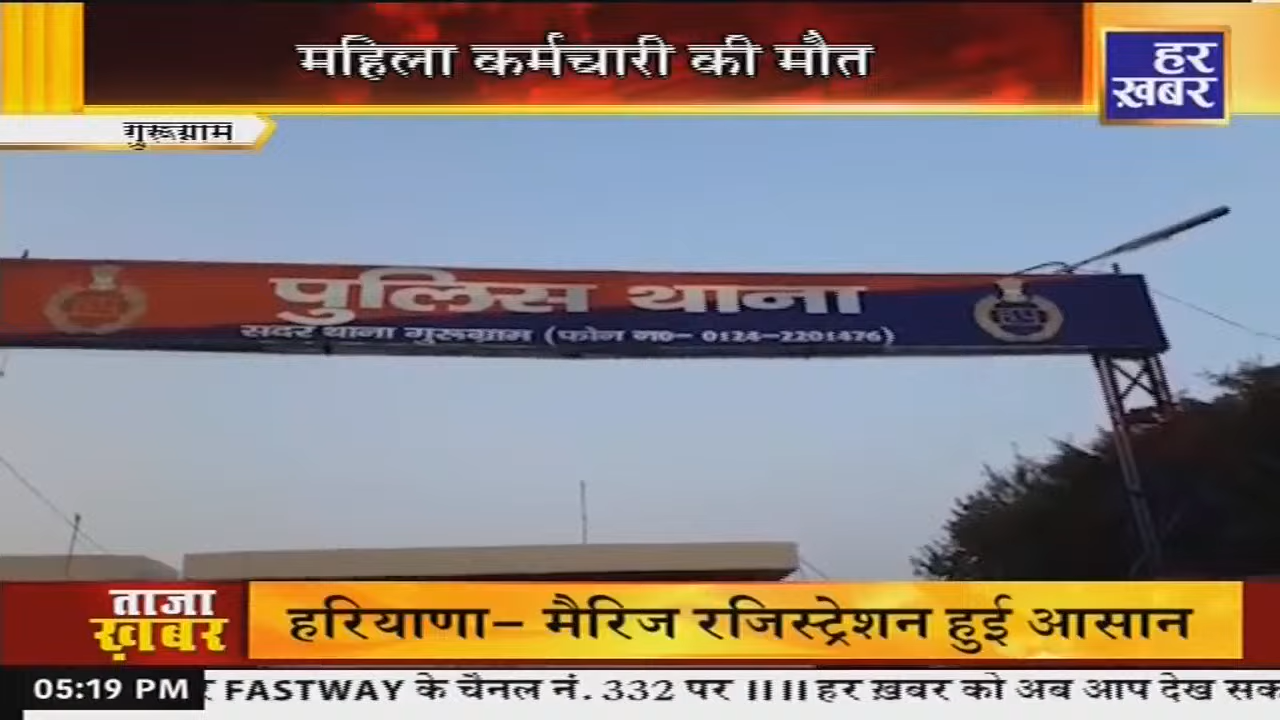 महिला कर्मचारी की मौत
हर
ख़बर
गुरूग्राम
पुलिस थाना
सदर थाना गुरूग्राम (फोन न0- 0124-2201476)
ताजा
ख़बर
हरियाणा- मैरिज रजिस्ट्रेशन हुई आसान
05:19 PM
FASTWAY के चैनल नं. 332 पर ।।।। हर ख़बर को अब आप देख